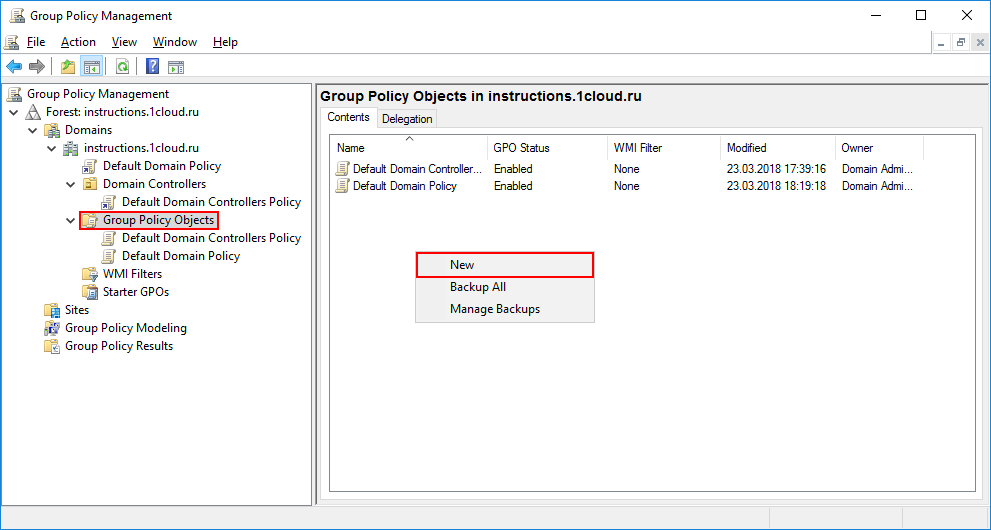 Group Policy Management
File Action View Window Help
Group Policy Management
Forest: instructions.1cloud.ru
Domains
instructions.1cloud.ru
Default Domain Policy
Domain Controllers
Default Domain Controllers Policy
Group Policy Objects
Default Domain Controllers Policy
Default Domain Policy
WMI Filters
Starter GPOs
Sites
Group Policy Modeling
Group Policy Results
Group Policy Objects in instructions.1cloud.ru
Contents Delegation
Name GPO Status WMI Filter Modified Owner
Default Domain Controller... Enabled None 23.03.2018 17:39:16 Domain Admi...
Default Domain Policy Enabled None 23.03.2018 18:19:18 Domain Admi...
New
Backup All
Manage Backups